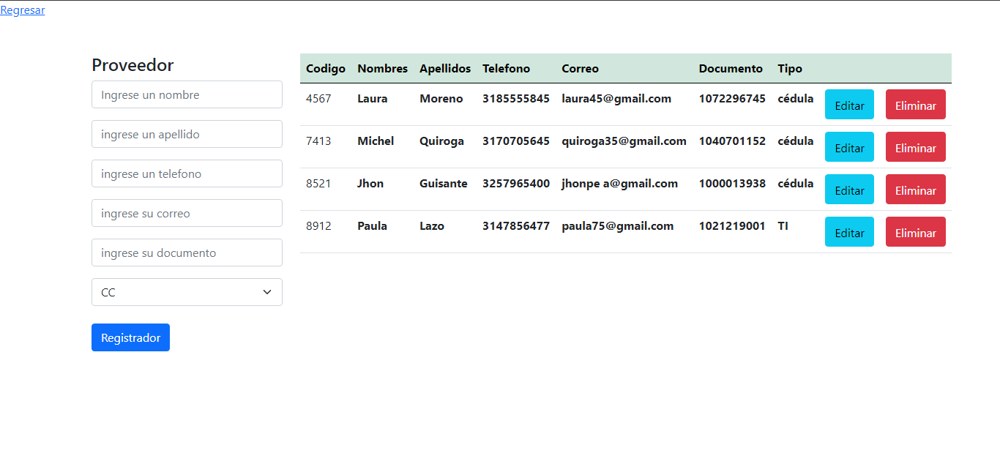 Regresar
Proveedor
Ingrese un nombre
ingrese un apellido
ingrese un telefono
ingrese su correo
ingrese su documento
CC
Registrador
Codigo Nombres Apellidos Telefono Correo Documento Tipo
4567 Laura Moreno 3185555845 laura45@gmail.com 1072296745 cédula Editar Eliminar
7413 Michel Quiroga 3170705645 quiroga35@gmail.com 1040701152 cédula Editar Eliminar
8521 Jhon Guisante 3257965400 jhonpe a@gmail.com 1000013938 cédula Editar Eliminar
8912 Paula Lazo 3147856477 paula75@gmail.com 1021219001 TI Editar Eliminar